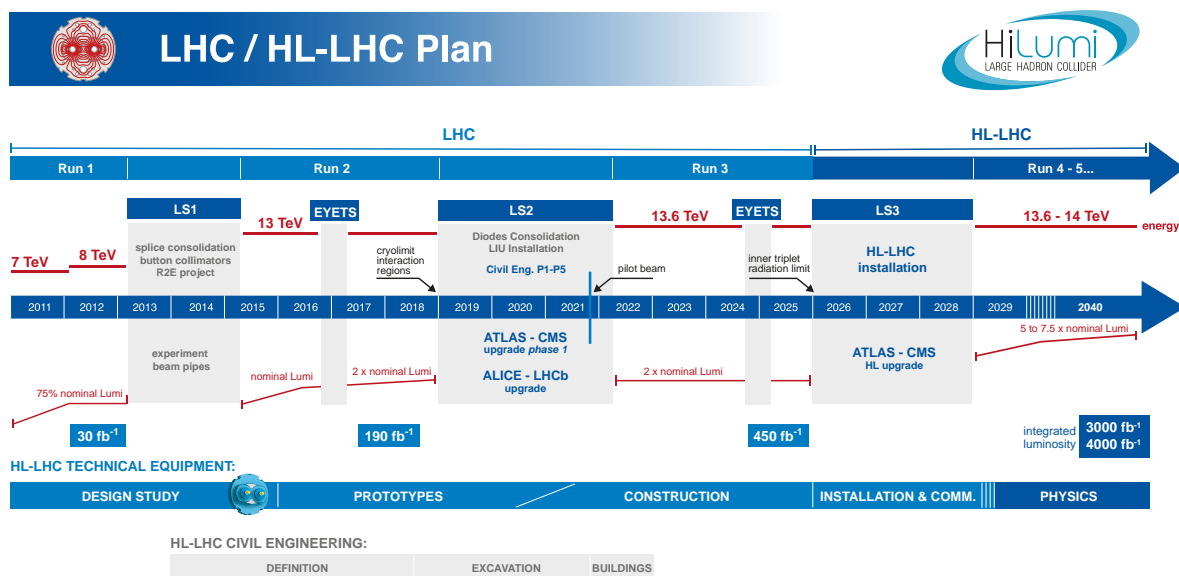 LHC / HL-LHC Plan
HiLumi
LARGE HADRON COLLIDER
LHC
HL-LHC
Run 1
Run 2
Run 3
Run 4 - 5...
LS1
EYETS
LS2
EYETS
LS3
13 TeV
13.6 TeV
13.6 - 14 TeV
energy
7 TeV
8 TeV
splice consolidation
button collimators
R2E project
cryolimit
interaction
regions
Diodes Consolidation
LIU Installation
Civil Eng. P1-P5
pilot beam
inner triplet
radiation limit
HL-LHC
installation
2011
2012
2013
2014
2015
2016
2017
2018
2019
2020
2021
2022
2023
2024
2025
2026
2027
2028
2029
2040
experiment
beam pipes
ATLAS - CMS
upgrade phase 1
ALICE - LHCb
upgrade
ATLAS - CMS
HL upgrade
5 to 7.5 x nominal Lumi
75% nominal Lumi
nominal Lumi
2 x nominal Lumi
2 x nominal Lumi
30 fb-1
190 fb-1
450 fb-1
integrated
luminosity
3000 fb-1
4000 fb-1
HL-LHC TECHNICAL EQUIPMENT:
DESIGN STUDY
PROTOTYPES
CONSTRUCTION
INSTALLATION & COMM.
PHYSICS
HL-LHC CIVIL ENGINEERING:
DEFINITION
EXCAVATION
BUILDINGS